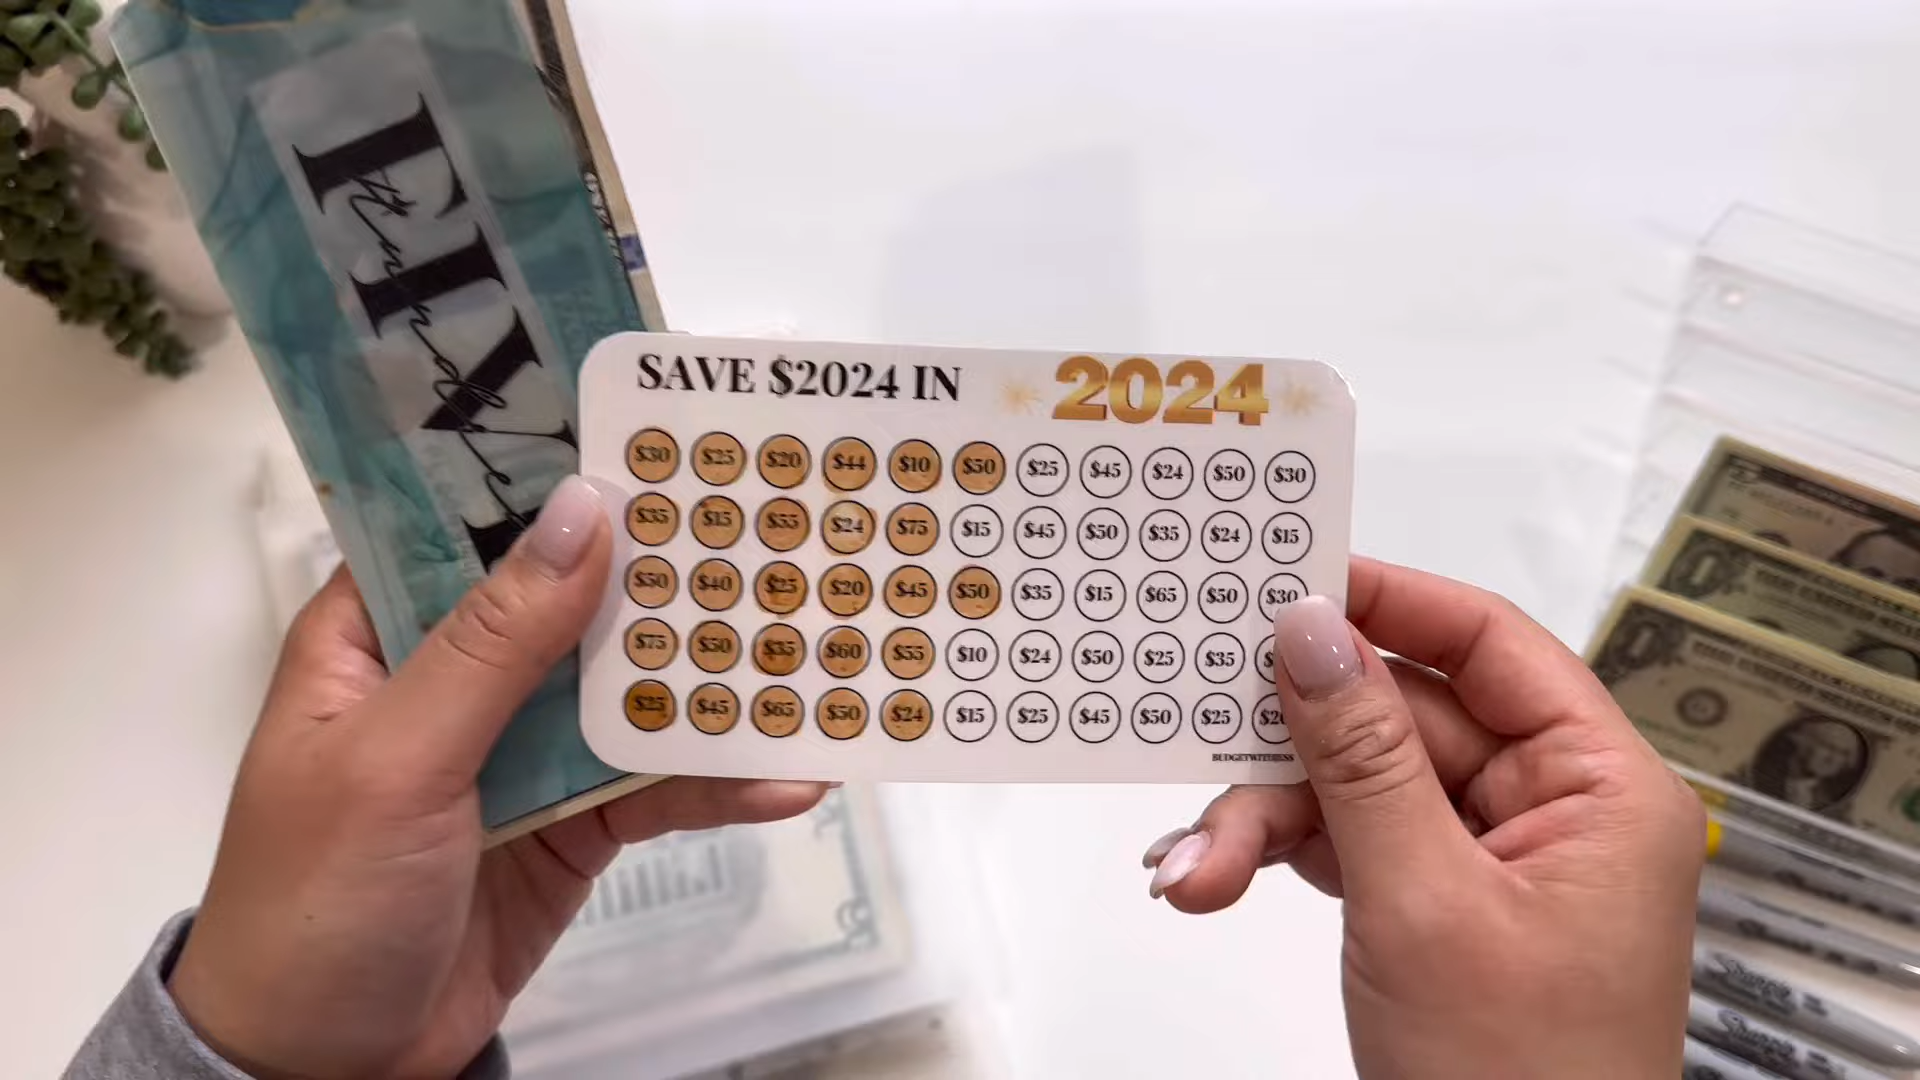 SAVE $2024 IN 2024
$30 $25 $20 $44 $10 $50 $25 $45 $24 $50 $30
$35 $15 $55 $24 $75 $15 $45 $50 $35 $24 $15
$50 $40 $25 $20 $45 $50 $35 $15 $65 $50 $30
$75 $50 $35 $60 $55 $10 $24 $50 $25 $35
$25 $45 $65 $50 $24 $15 $25 $45 $50 $25
BUDGETWITHJESS
Sharpie
Sharpie